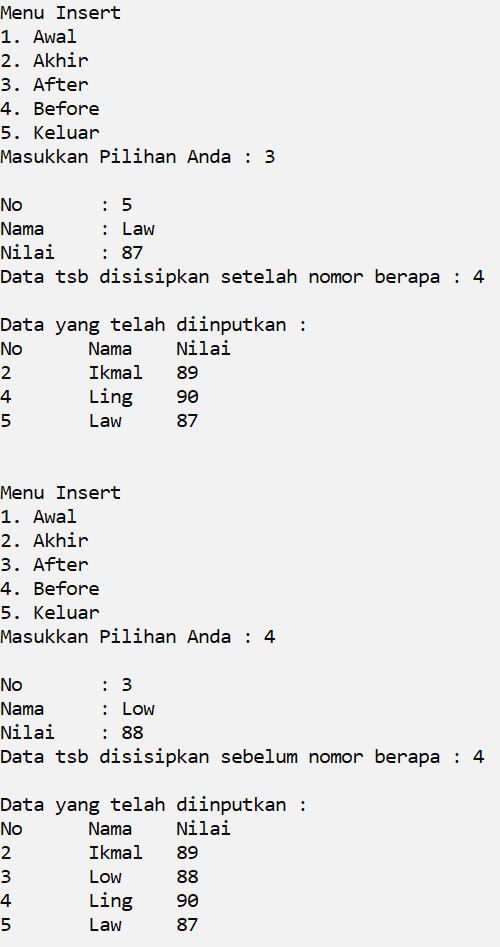 Menu Insert
1. Awal
2. Akhir
3. After
4. Before
5. Keluar
Masukkan Pilihan Anda : 3
No : 5
Nama : Law
Nilai : 87
Data tsb disisipkan setelah nomor berapa : 4
Data yang telah diinputkan :
No Nama Nilai
2 Ikmal 89
4 Ling 90
5 Law 87
Menu Insert
1. Awal
2. Akhir
3. After
4. Before
5. Keluar
Masukkan Pilihan Anda : 4
No : 3
Nama : Low
Nilai : 88
Data tsb disisipkan sebelum nomor berapa : 4
Data yang telah diinputkan :
No Nama Nilai
2 Ikmal 89
3 Low 88
4 Ling 90
5 Law 87